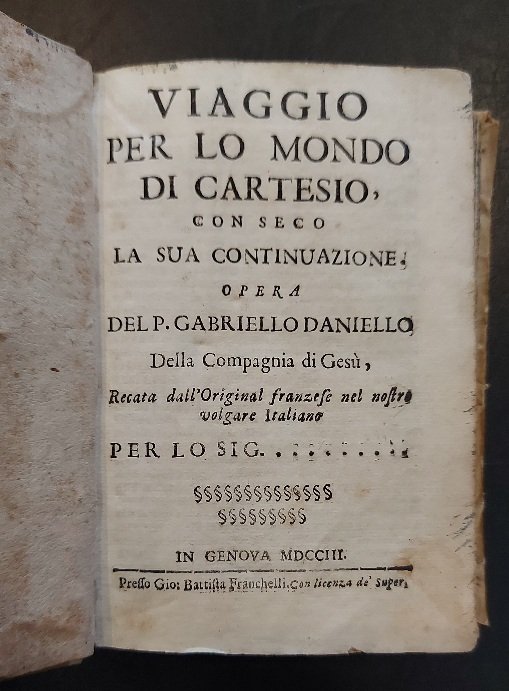 VIAGGIO
PER LO MONDO
DI CARTESIO,
CON SECO
LA SUA CONTINUAZIONE;
OPERA
DEL P. GABRIELLO DANIELLO
Della Compagnia di Gesù,
Recata dall'Original franzeſe nel noſtro
volgare Italiano
PER LO SIG. . . . . . . . . . .
§§§§§§§§§§§§§§
§§§§§§§§§
IN GENOVA MDCCIII.
Preſſo Gio: Battiſta Franchelli. Con licenza de' Super.